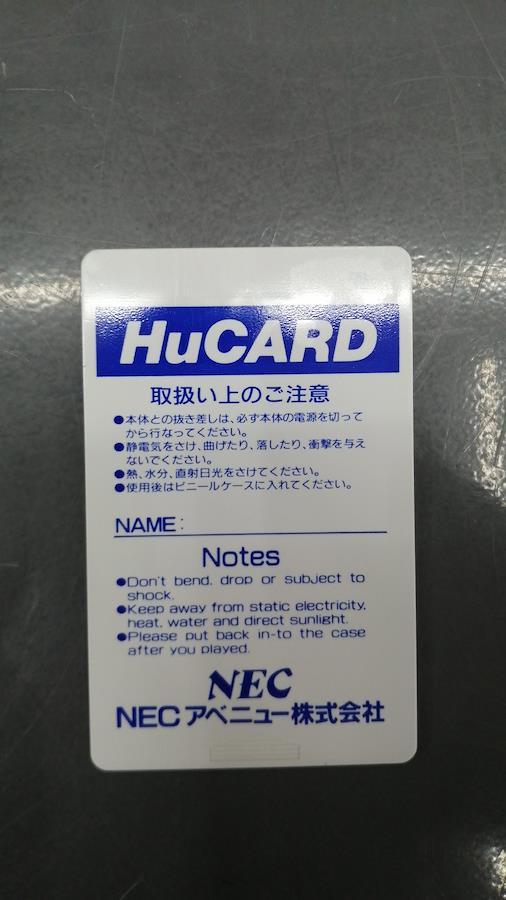 HuCARD
取扱い上のご注意
●本体との抜き差しは、必ず本体の電源を切って
から行なってください。
●静電気をさけ、曲げたり、落したり、衝撃を与え
ないでください。
●熱、水分、直射日光をさけてください。
●使用後はビニールケースに入れてください。
NAME:
Notes
●Don't bend, drop or subject to
shock.
●Keep away from static electricity,
heat, water and direct sunlight.
●Please put back in-to the case
after you played.
NEC
NECアベニュー株式会社